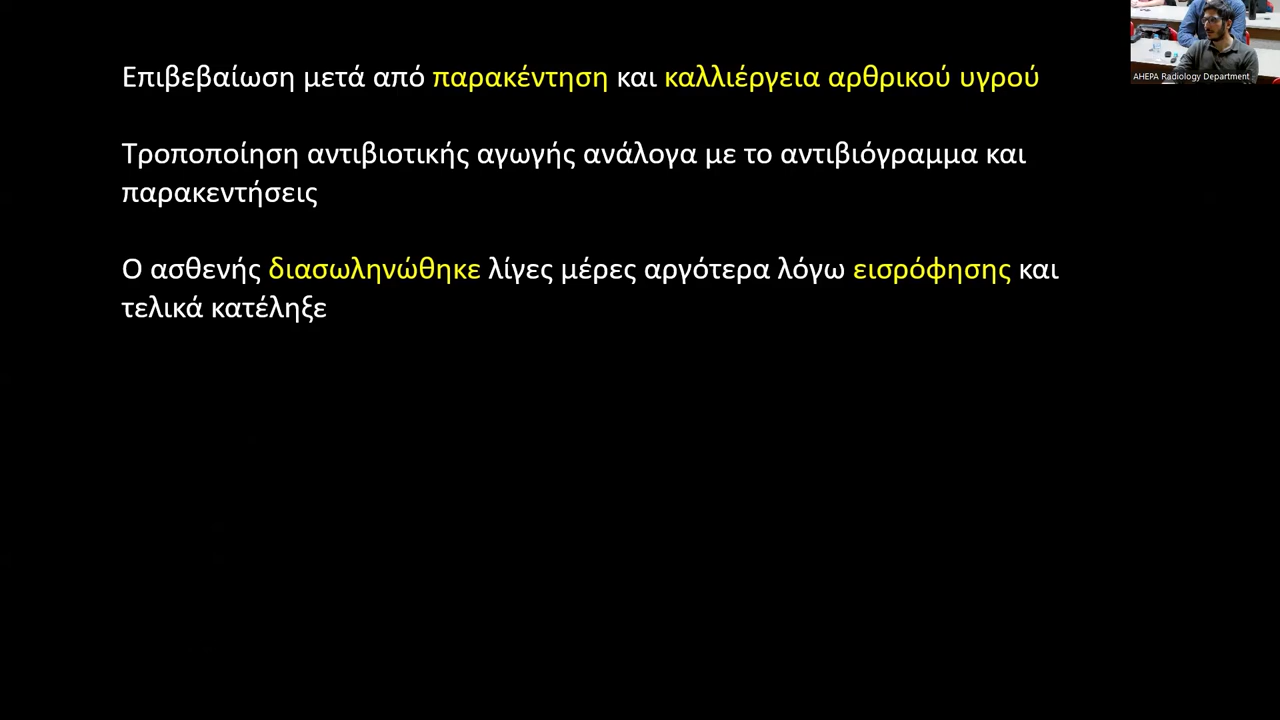 Επιβεβαίωση μετά από παρακέντηση και καλλιέργεια αρθρικού υγρού
Τροποποίηση αντιβιοτικής αγωγής ανάλογα με το αντιβιόγραμμα και
παρακεντήσεις
Ο ασθενής διασωληνώθηκε λίγες μέρες αργότερα λόγω εισρόφησης και
τελικά κατέληξε
AHEPA Radiology Department